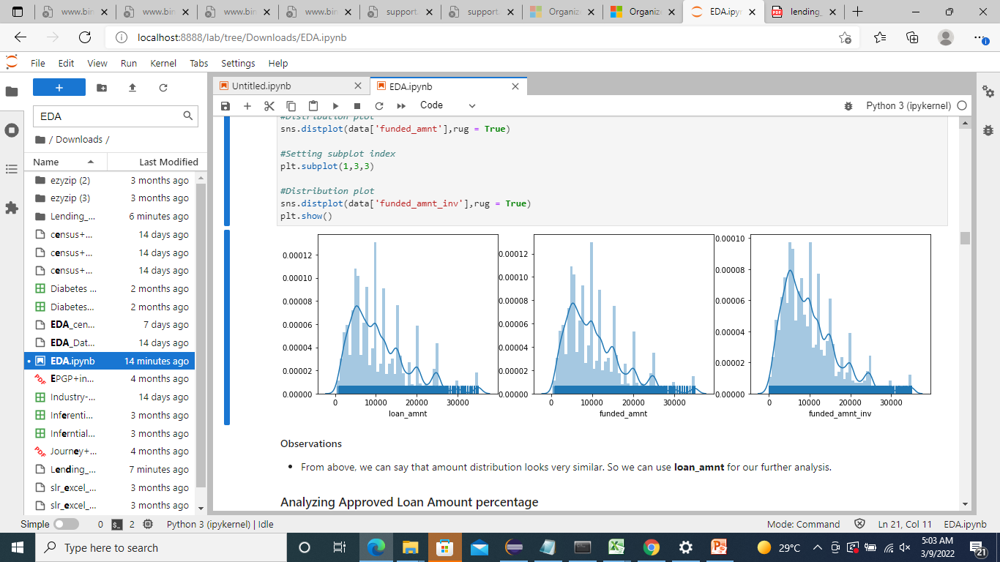 www.bin
www.bin
www.bin
www.bin
support.
support.
Organize
Organize
EDA.ipyn
lending_
localhost:8888/lab/tree/Downloads/EDA.ipynb
File Edit View Run Kernel Tabs Settings Help
Untitled.ipynb
EDA.ipynb
EDA
Code
Python 3 (ipykernel)
/ Downloads /
Name Last Modified
ezyzip (2) 3 months ago
ezyzip (3) 3 months ago
Lending_... 6 minutes ago
census+... 14 days ago
census+... 14 days ago
census+... 14 days ago
Diabetes ... 2 months ago
Diabetes... 2 months ago
EDA_cen... 7 days ago
EDA_Dat... 14 days ago
EDA.ipynb 14 minutes ago
EPGP+in... 4 months ago
Industry-... 14 days ago
Inferenti... 3 months ago
Inferntial... 3 months ago
Journey+... 4 months ago
Lending_... 7 minutes ago
slr_excel_... 3 months ago
slr_excel_... 3 months ago
#Distribution plot
sns.distplot(data['funded_amnt'],rug = True)
#Setting subplot index
plt.subplot(1,3,3)
#Distribution plot
sns.distplot(data['funded_amnt_inv'],rug = True)
plt.show()
0.00012
0.00010
0.00008
0.00006
0.00004
0.00002
0.00000
0 10000 20000 30000
loan_amnt
0.00012
0.00010
0.00008
0.00006
0.00004
0.00002
0.00000
0 10000 20000 30000
funded_amnt
0.00010
0.00008
0.00006
0.00004
0.00002
0.00000
0 10000 20000 30000
funded_amnt_inv
Observations
• From above, we can say that amount distribution looks very similar. So we can use loan_amnt for our further analysis.
Analyzing Approved Loan Amount percentage
Simple 0 $_ 2 Python 3 (ipykernel) | Idle
Mode: Command Ln 21, Col 11 EDA.ipynb
Type here to search
29°C
5:03 AM
3/9/2022
21